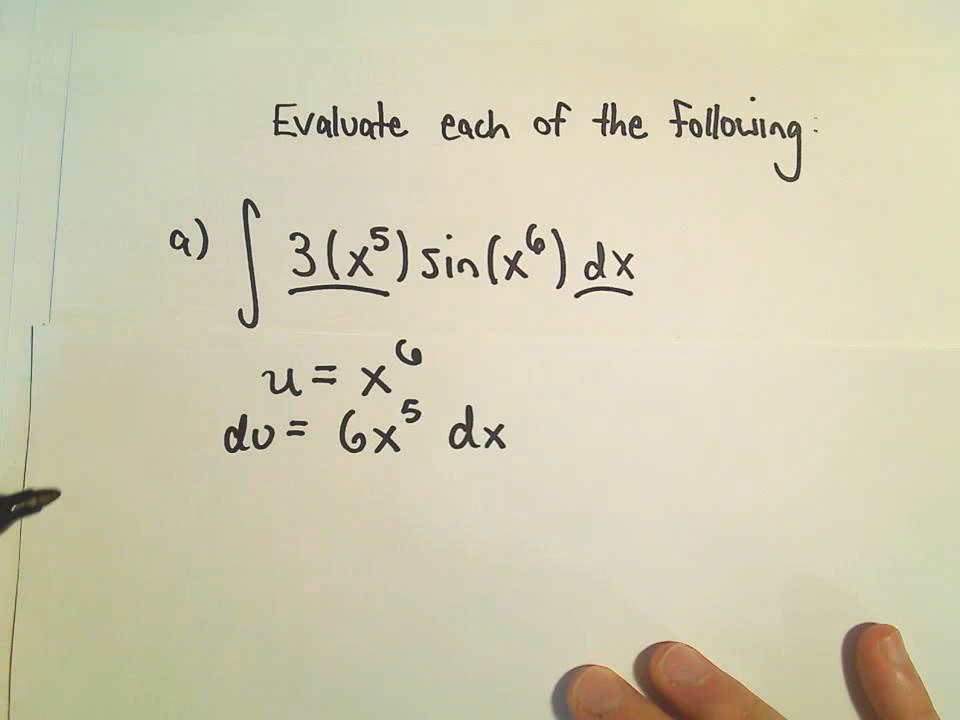 Evaluate each of the following:
a) ∫ 3(x⁵) sin(x⁶) dx
u = x⁶
du = 6x⁵ dx